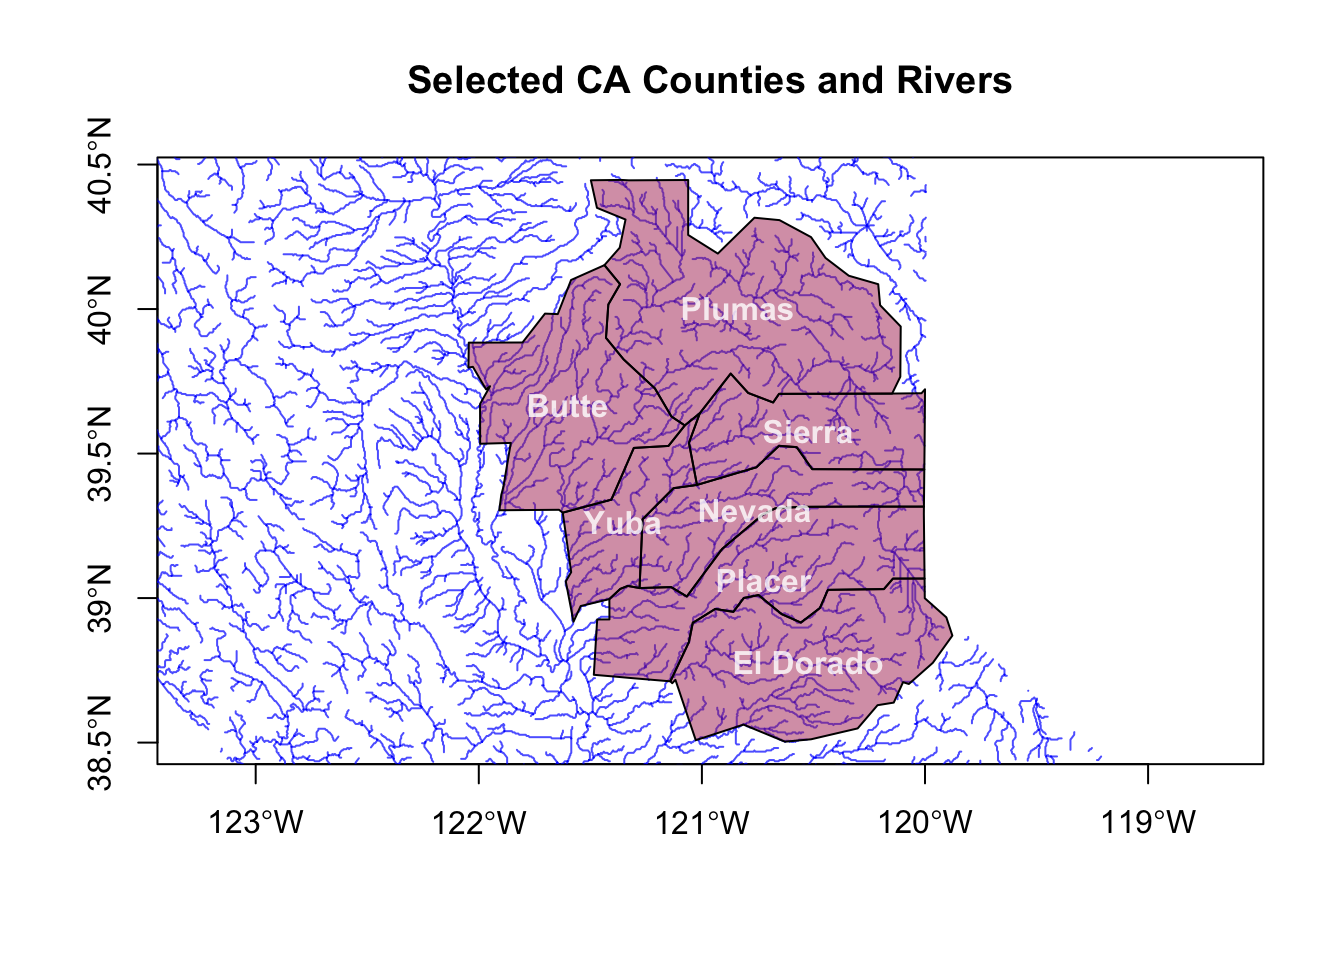 Selected CA Counties and Rivers
40.5°N
40°N
39.5°N
39°N
38.5°N
Plumas
Butte
Sierra
Nevada
Yuba
Placer
El Dorado
123°W
122°W
121°W
120°W
119°W